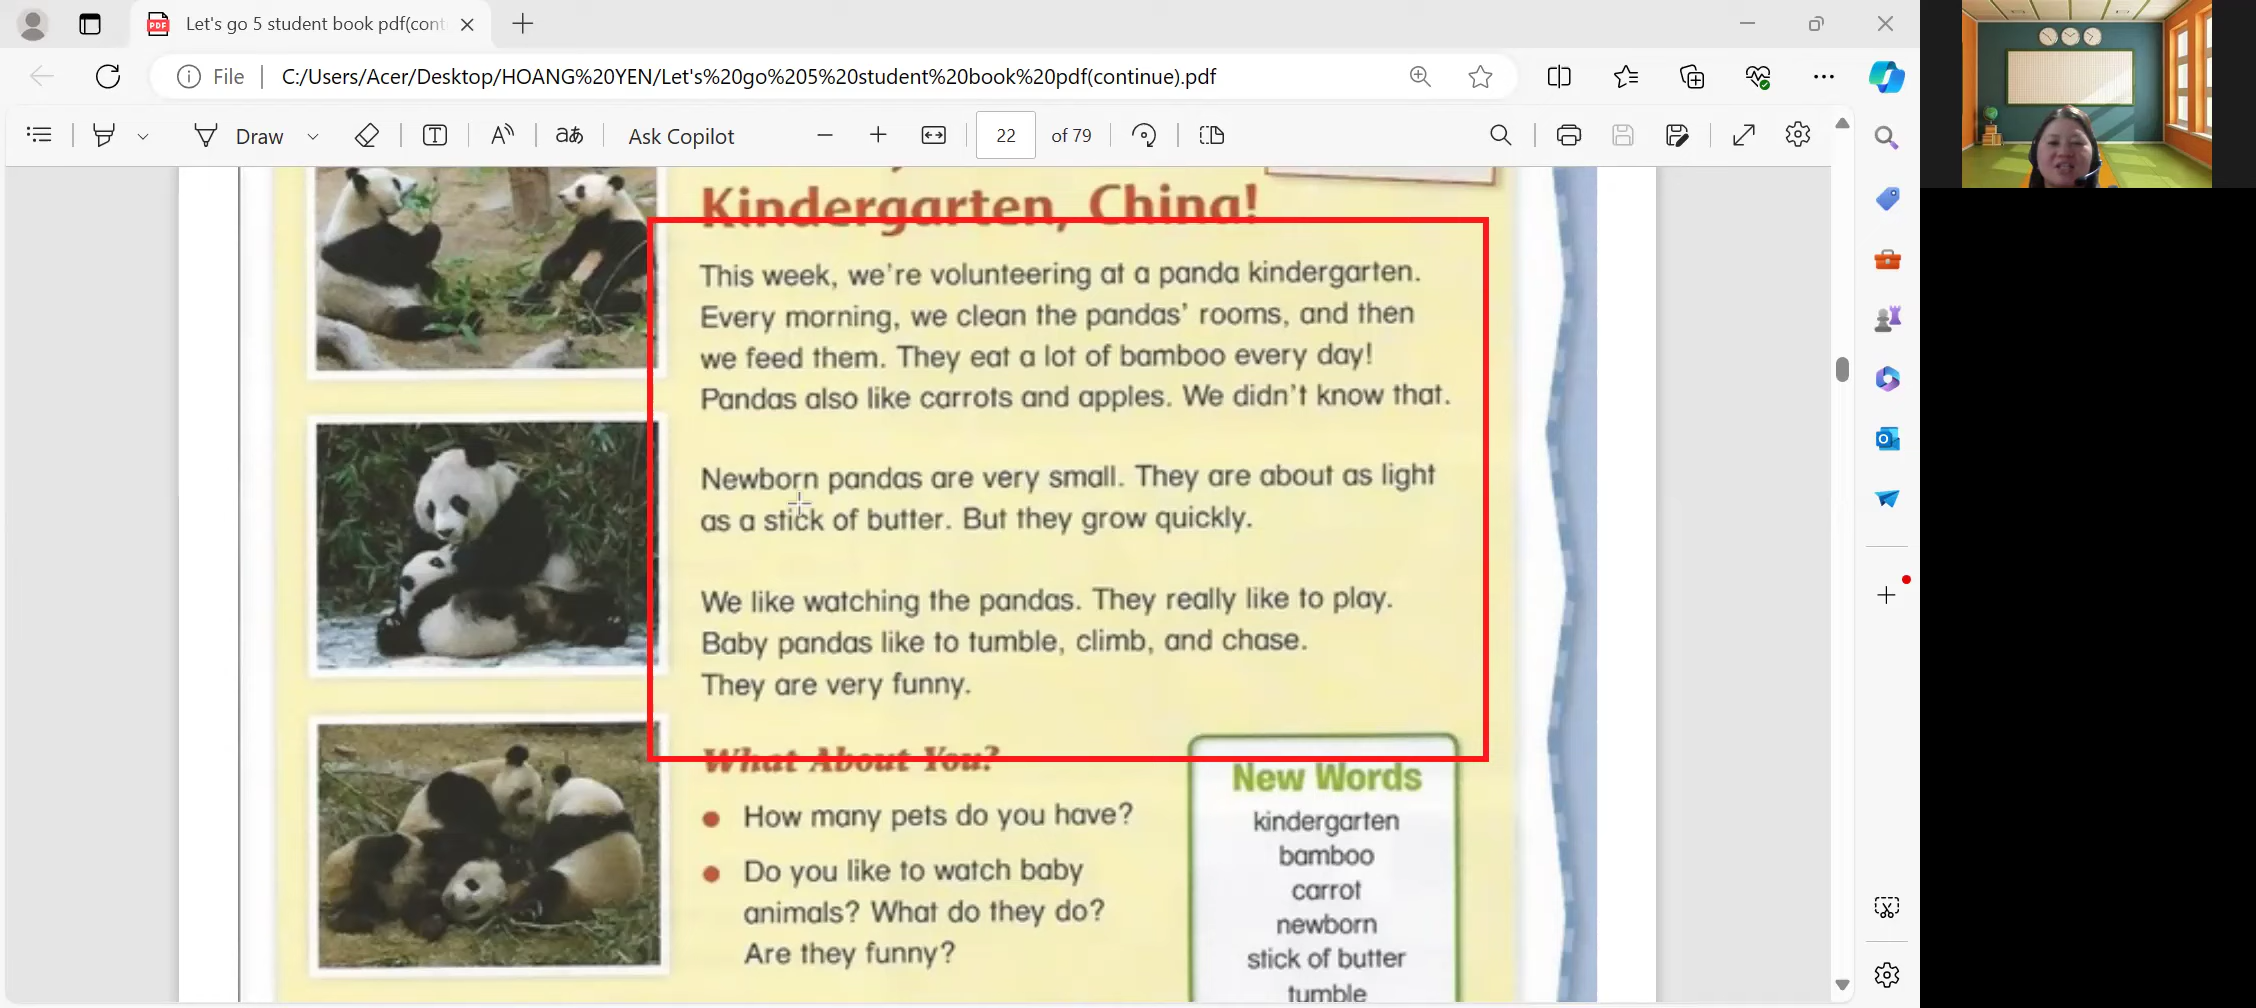 Let's go 5 student book pdf(cont
File
C:/Users/Acer/Desktop/HOANG%20YEN/Let's%20go%205%20student%20book%20pdf(continue).pdf
Draw
Ask Copilot
22 of 79
Kindergarten, China!
This week, we're volunteering at a panda kindergarten.
Every morning, we clean the pandas' rooms, and then
we feed them. They eat a lot of bamboo every day!
Pandas also like carrots and apples. We didn't know that.
Newborn pandas are very small. They are about as light
as a stick of butter. But they grow quickly.
We like watching the pandas. They really like to play.
Baby pandas like to tumble, climb, and chase.
They are very funny.
What About You?
How many pets do you have?
Do you like to watch baby
animals? What do they do?
Are they funny?
New Words
kindergarten
bamboo
carrot
newborn
stick of butter
tumble